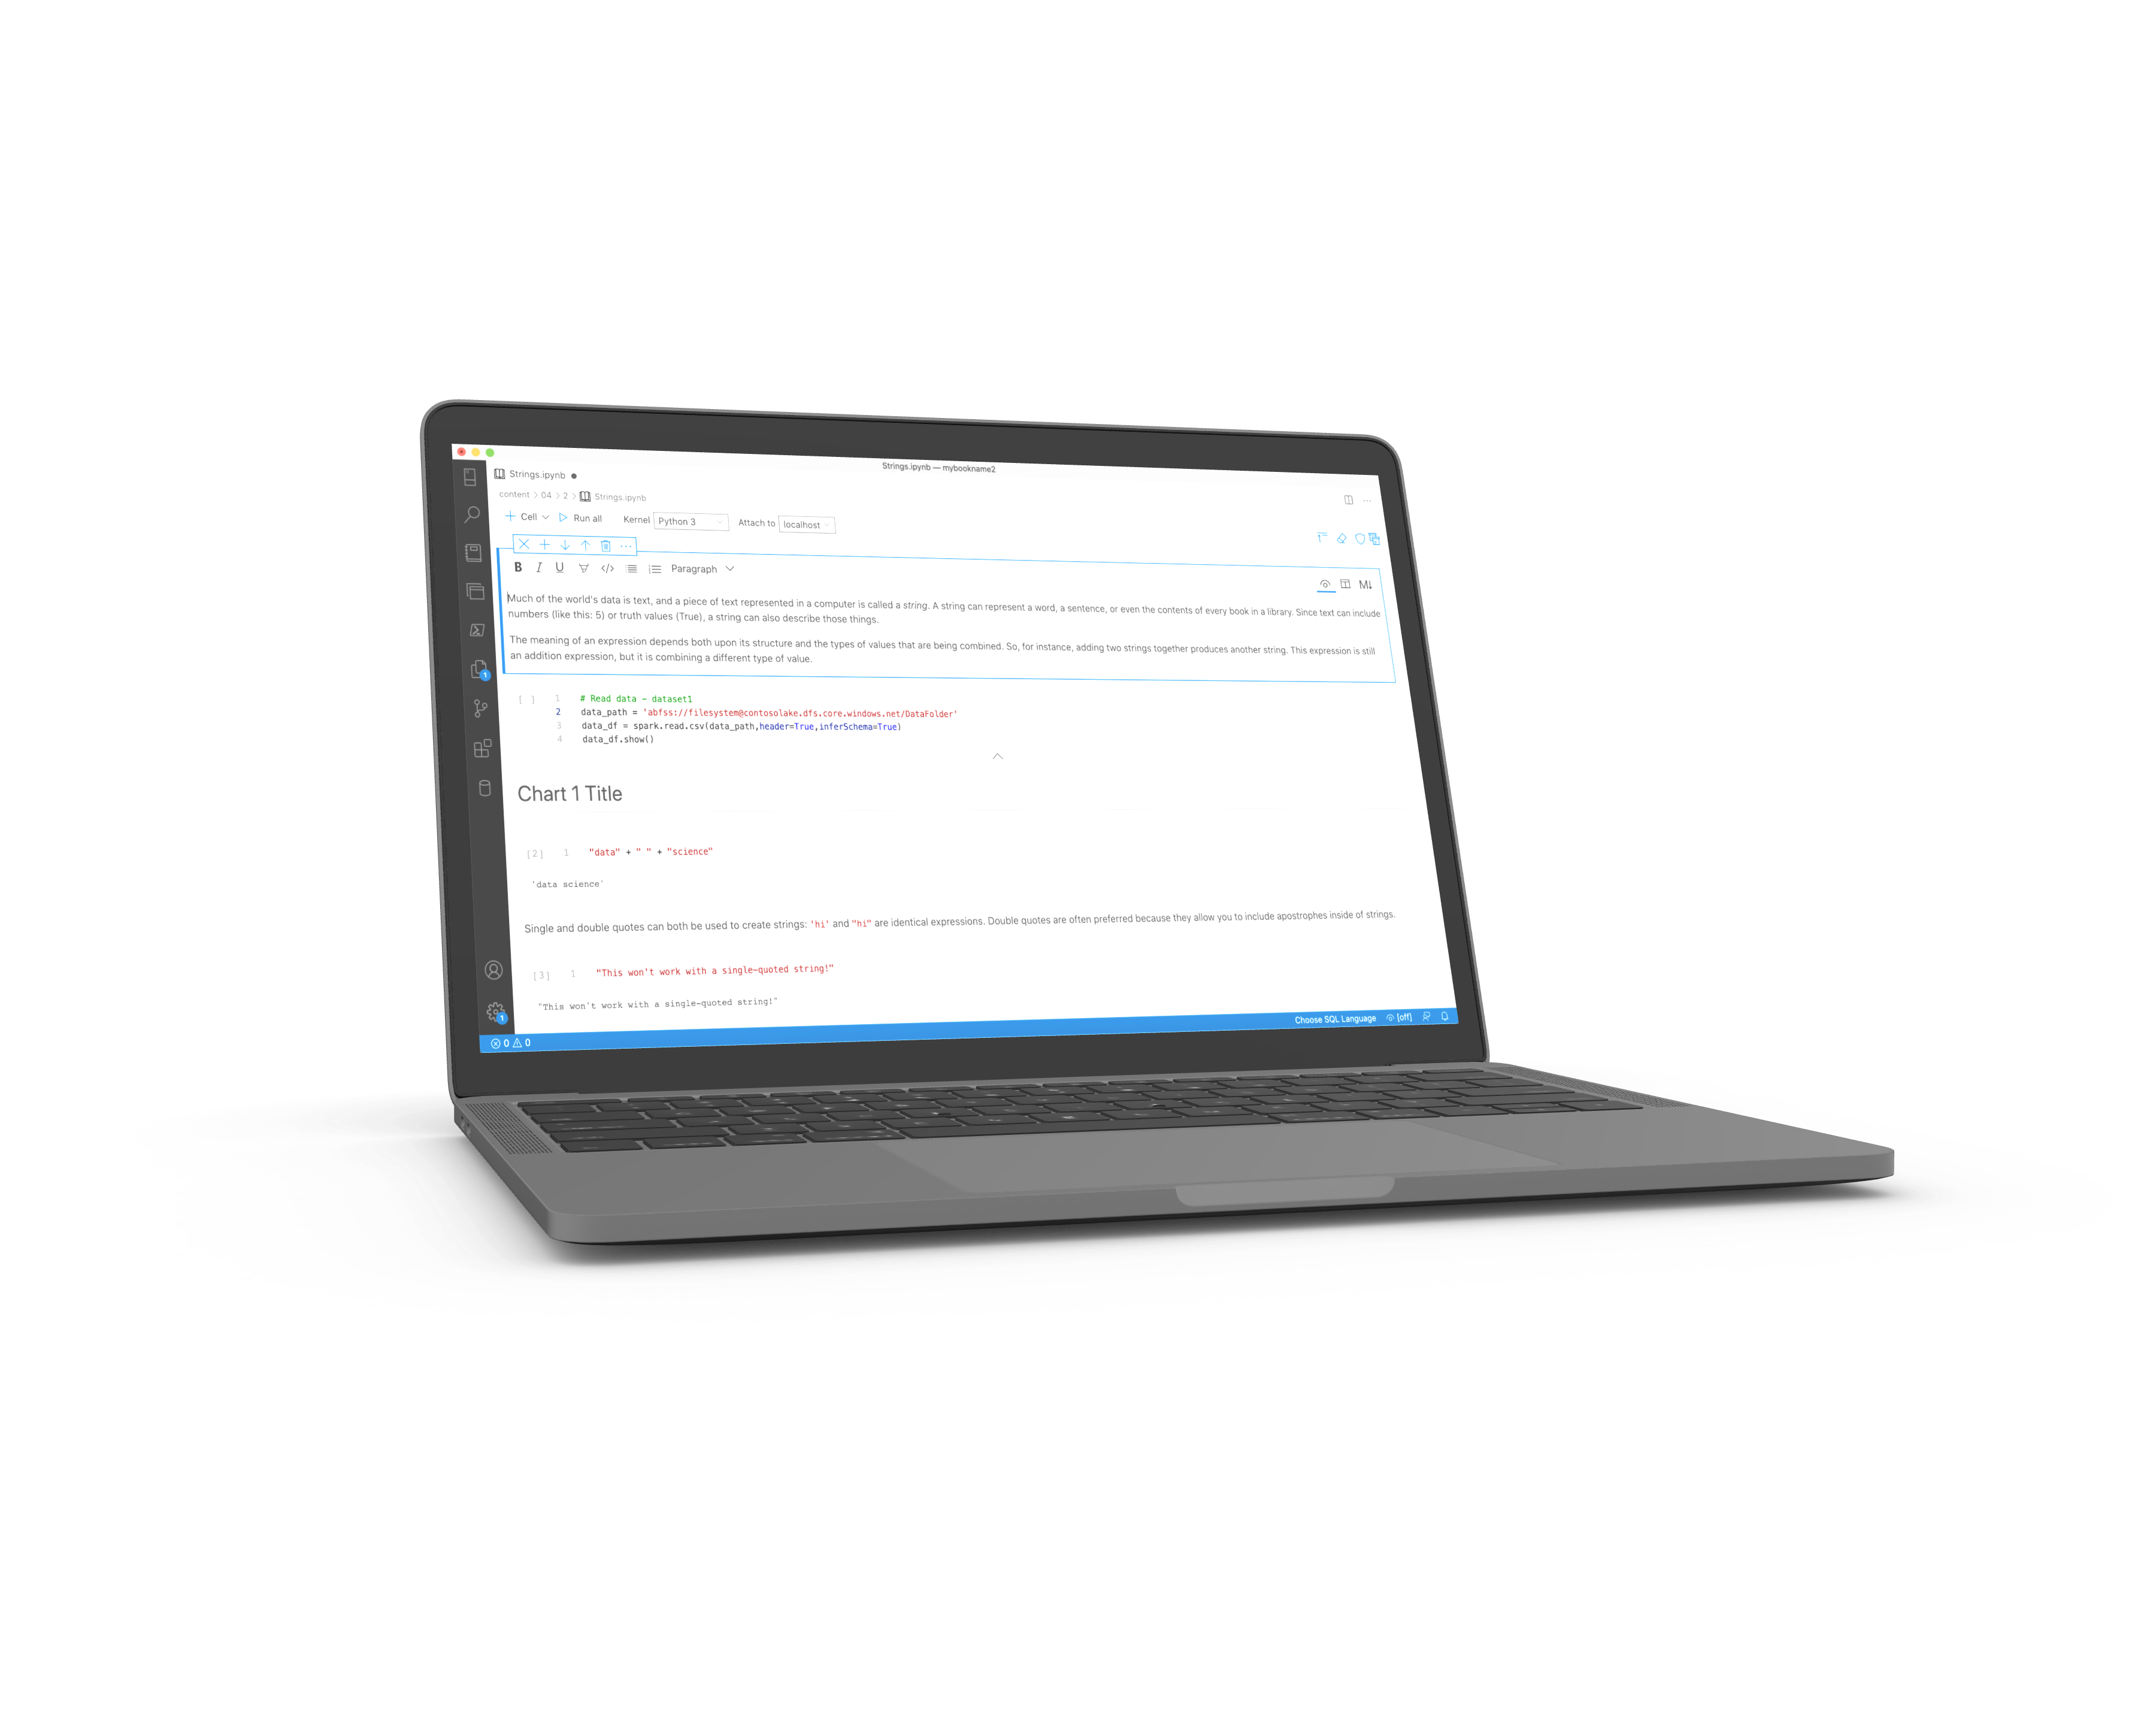 Strings.ipynb — mybookname2
Strings.ipynb
content > 04 > 2 > Strings.ipynb
Cell Run all Kernel Python 3 Attach to localhost
B I U </> Paragraph M↓
Much of the world's data is text, and a piece of text represented in a computer is called a string. A string can represent a word, a sentence, or even the contents of every book in a library. Since text can include
numbers (like this: 5) or truth values (True), a string can also describe those things.
The meaning of an expression depends both upon its structure and the types of values that are being combined. So, for instance, adding two strings together produces another string. This expression is still
an addition expression, but it is combining a different type of value.
[ ] 1 # Read data - dataset1
2 data_path = 'abfss://filesystem@contosolake.dfs.core.windows.net/DataFolder'
3 data_df = spark.read.csv(data_path,header=True,inferSchema=True)
4 data_df.show()
1
Chart 1 Title
[2] 1 "data" + " " + "science"
'data science'
Single and double quotes can both be used to create strings: 'hi' and "hi" are identical expressions. Double quotes are often preferred because they allow you to include apostrophes inside of strings.
[3] 1 "This won't work with a single-quoted string!"
"This won't work with a single-quoted string!"
1
0 0
Choose SQL Language [off]